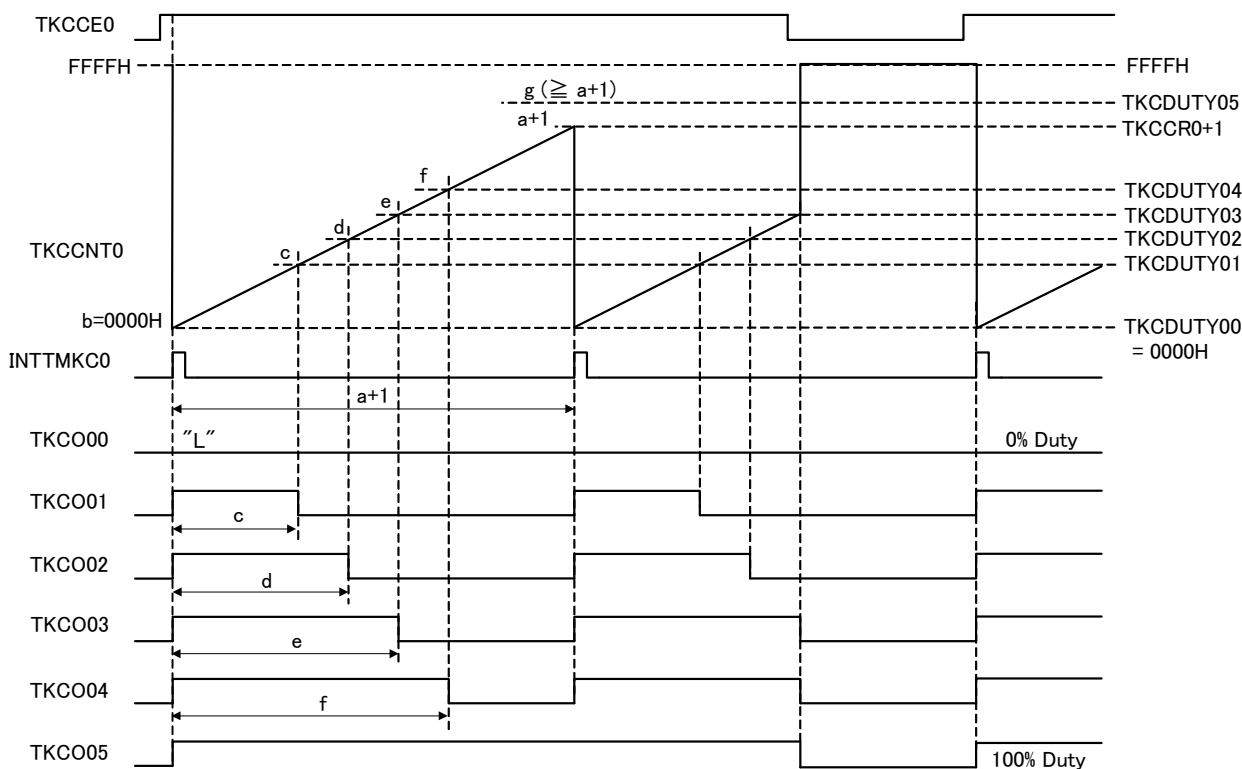 TKCCE0
FFFFH
FFFFH
g (≧ a+1)
TKCDUTY05
a+1
TKCCR0+1
f
TKCDUTY04
e
TKCDUTY03
d
TKCDUTY02
TKCCNT0
c
TKCDUTY01
b=0000H
TKCDUTY00
= 0000H
INTTMKC0
a+1
TKCO00
"L"
0% Duty
TKCO01
c
TKCO02
d
TKCO03
e
TKCO04
f
TKCO05
100% Duty